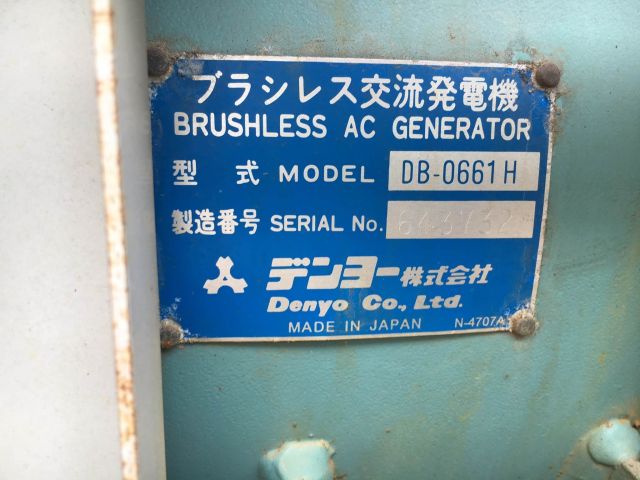 ブラシレス交流発電機
BRUSHLESS AC GENERATOR
型 式 MODEL DB-0661H
製造番号 SERIAL No.
デンヨー株式会社
Denyo Co., Ltd.
MADE IN JAPAN N-4707A